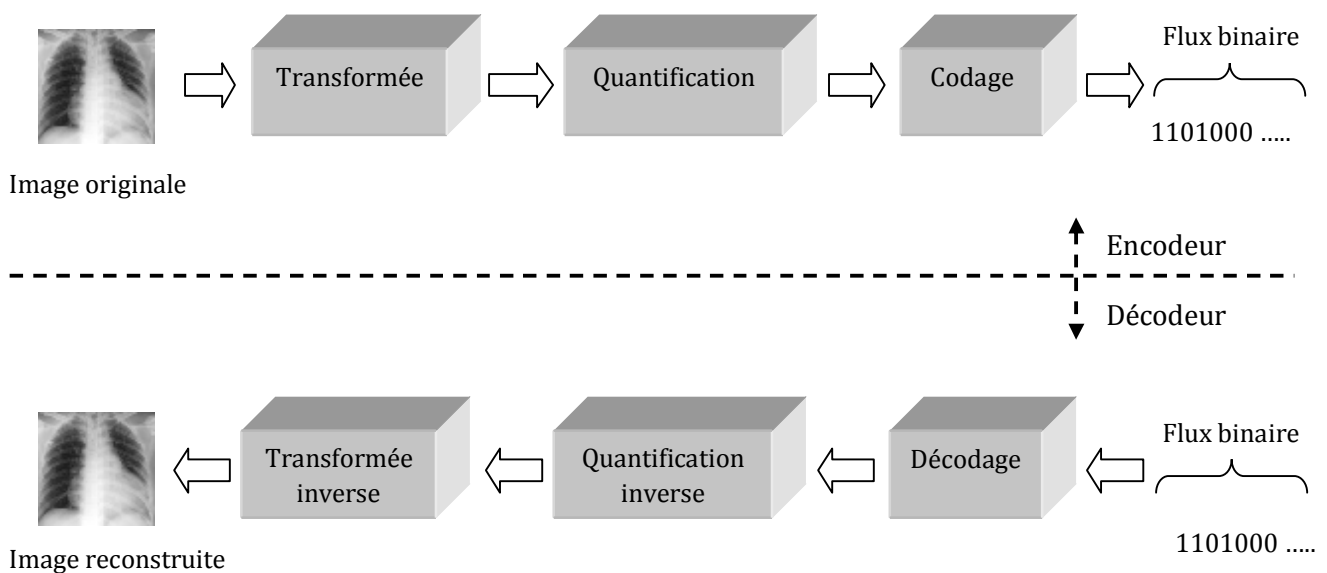 Flux binaire
Transformée
Quantification
Codage
1101000 .....
Image originale
Encodeur
Décodeur
Flux binaire
Transformée
inverse
Quantification
inverse
Décodage
1101000 .....
Image reconstruite